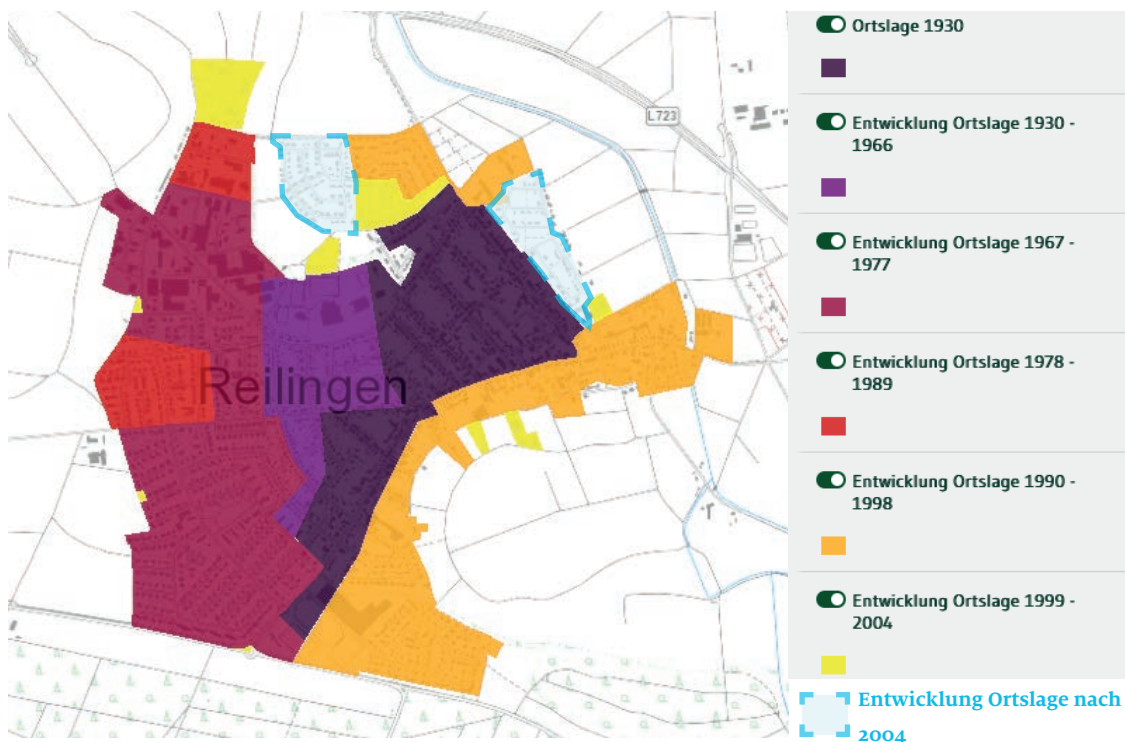 L723
Reilingen
Ortslage 1930
Entwicklung Ortslage 1930 -
1966
Entwicklung Ortslage 1967 -
1977
Entwicklung Ortslage 1978 -
1989
Entwicklung Ortslage 1990 -
1998
Entwicklung Ortslage 1999 -
2004
Entwicklung Ortslage nach
2004